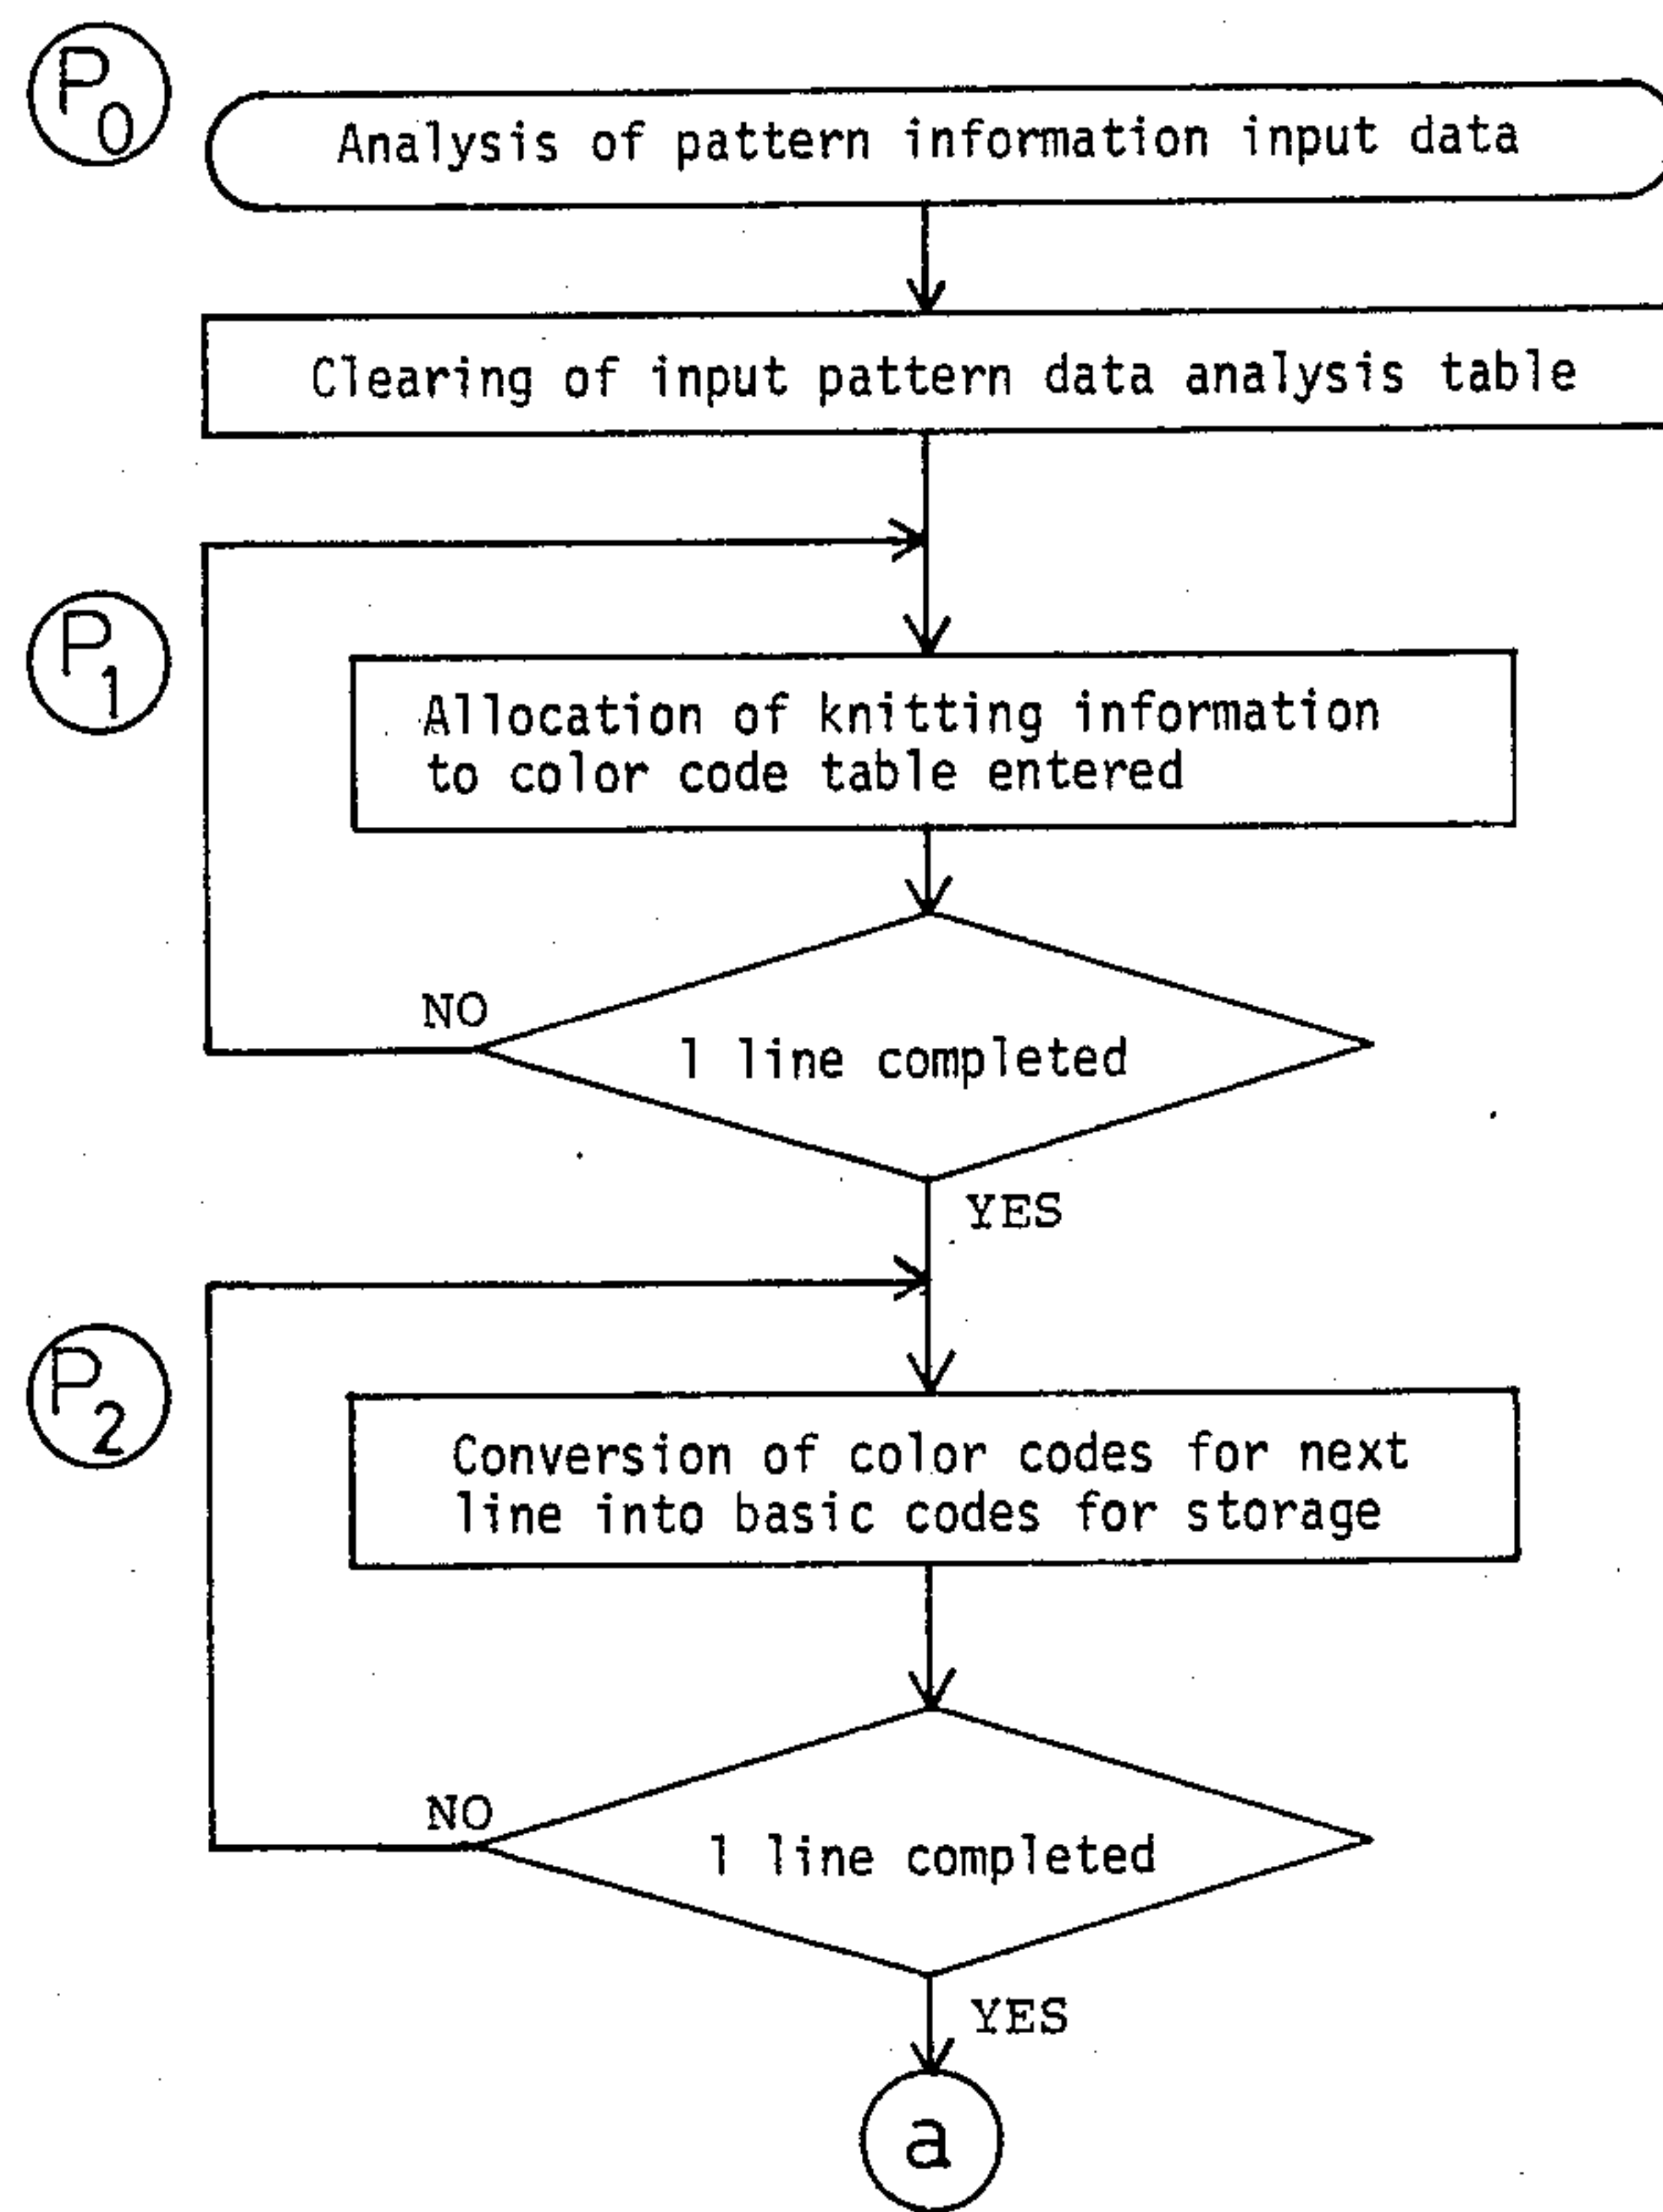 P0
Analysis of pattern information input data
Clearing of input pattern data analysis table
P1
Allocation of knitting information
to color code table entered
NO
1 line completed
YES
P2
Conversion of color codes for next
line into basic codes for storage
NO
1 line completed
YES
a